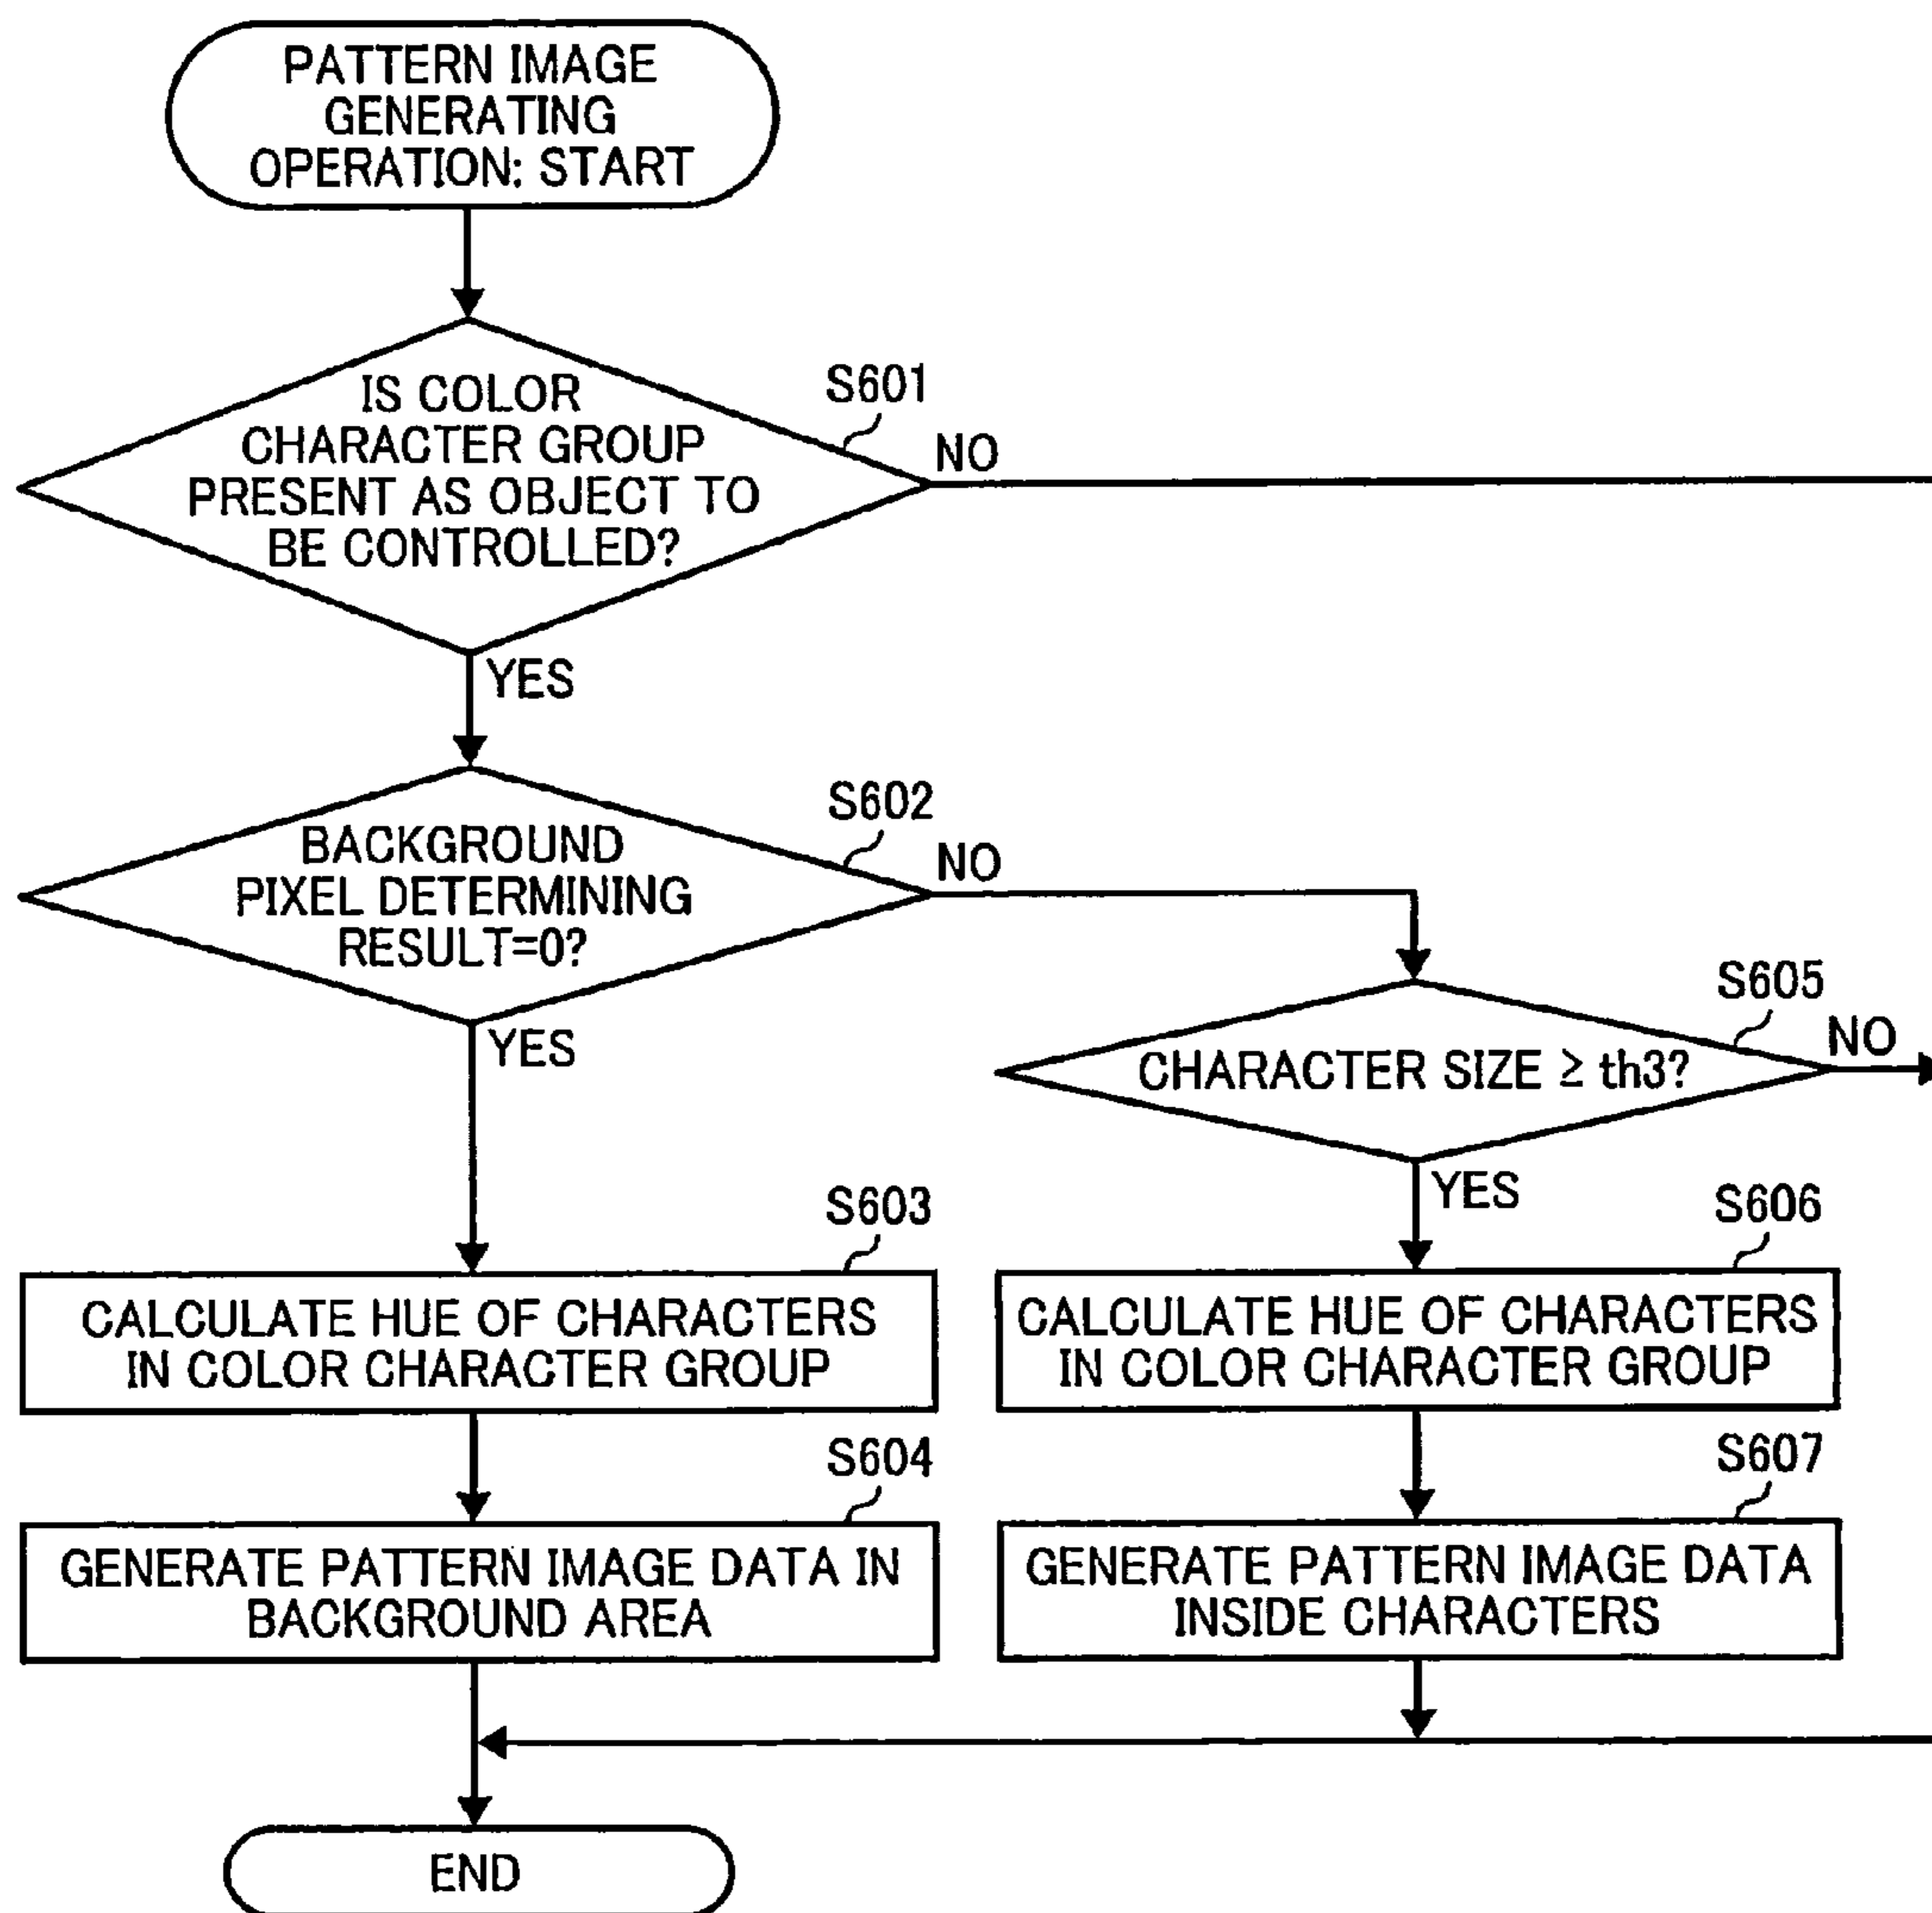 PATTERN IMAGE
GENERATING
OPERATION: START
IS COLOR
CHARACTER GROUP
PRESENT AS OBJECT TO
BE CONTROLLED?
S601
NO
YES
BACKGROUND
PIXEL DETERMINING
RESULT=0?
S602
NO
YES
CHARACTER SIZE ≥ th3?
S605
NO
YES
S603
CALCULATE HUE OF CHARACTERS
IN COLOR CHARACTER GROUP
S606
CALCULATE HUE OF CHARACTERS
IN COLOR CHARACTER GROUP
S604
GENERATE PATTERN IMAGE DATA IN
BACKGROUND AREA
S607
GENERATE PATTERN IMAGE DATA
INSIDE CHARACTERS
END